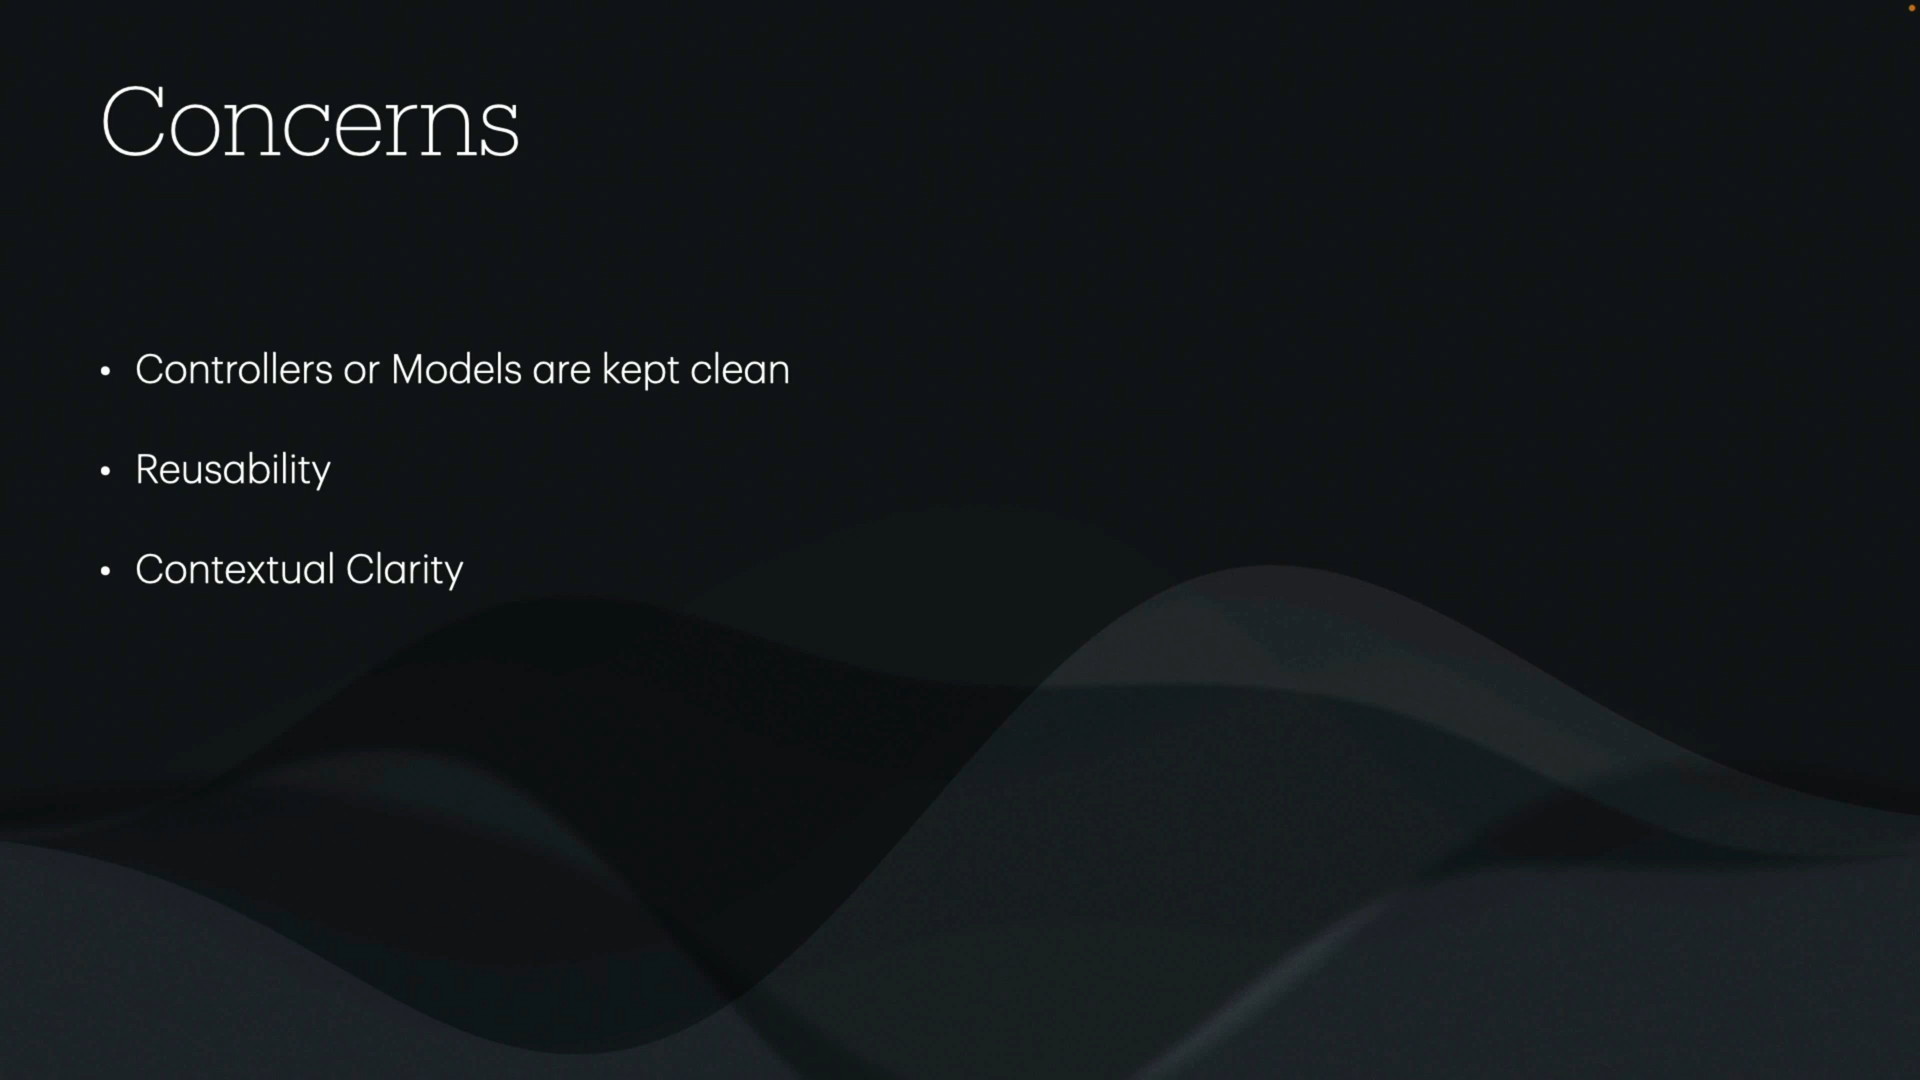 Concerns
• Controllers or Models are kept clean
• Reusability
• Contextual Clarity